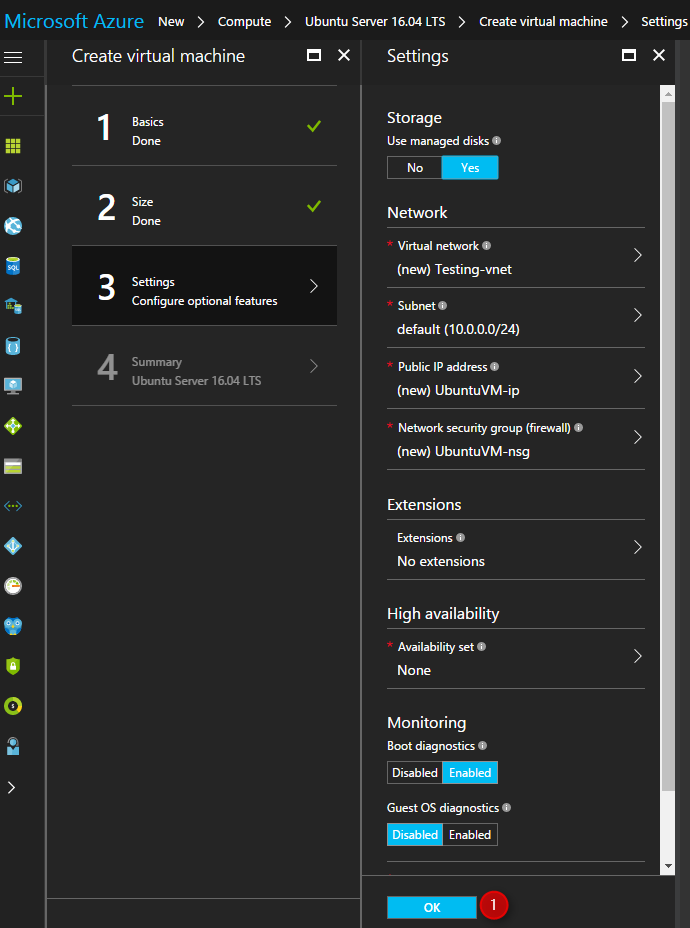 Microsoft Azure New > Compute > Ubuntu Server 16.04 LTS > Create virtual machine > Settings
Create virtual machine
1 Basics
Done
2 Size
Done
3 Settings
Configure optional features
4 Summary
Ubuntu Server 16.04 LTS
Settings
Storage
Use managed disks
No Yes
Network
* Virtual network
(new) Testing-vnet
* Subnet
default (10.0.0.0/24)
* Public IP address
(new) UbuntuVM-ip
* Network security group (firewall)
(new) UbuntuVM-nsg
Extensions
Extensions
No extensions
High availability
* Availability set
None
Monitoring
Boot diagnostics
Disabled Enabled
Guest OS diagnostics
Disabled Enabled
OK 1
SQL